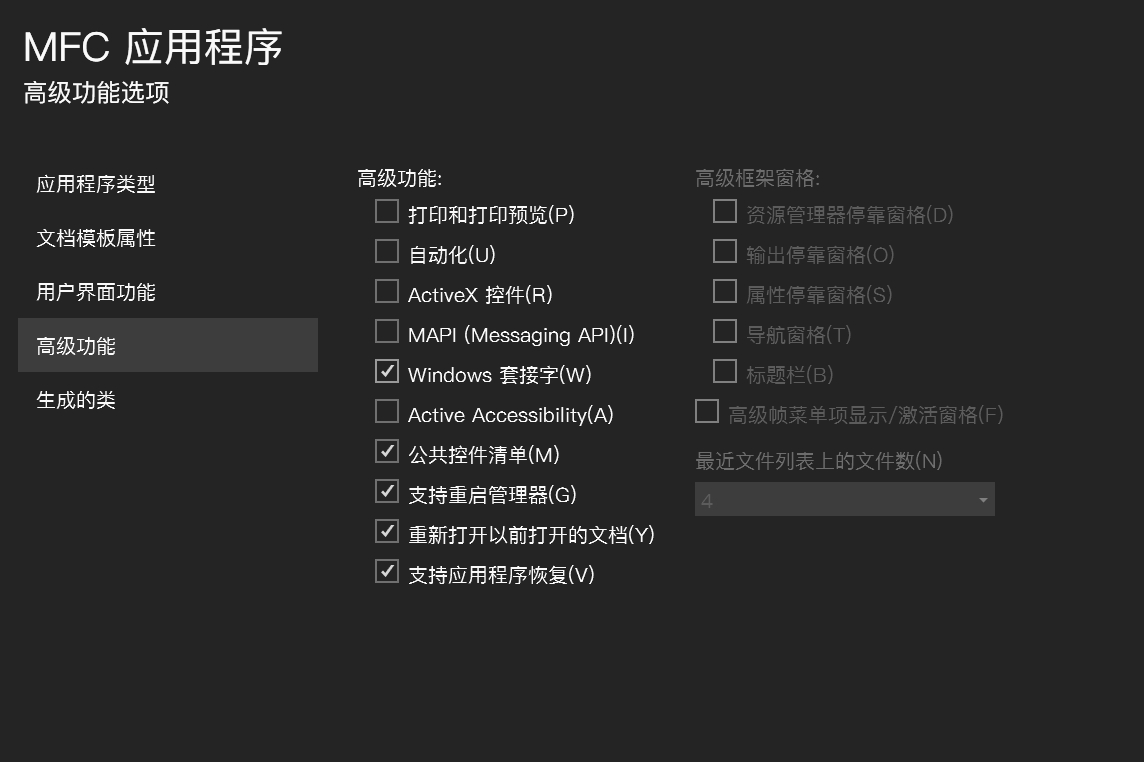 MFC 应用程序
高级功能选项
应用程序类型
文档模板属性
用户界面功能
高级功能
生成的类
高级功能:
打印和打印预览(P)
自动化(U)
ActiveX 控件(R)
MAPI (Messaging API)(I)
Windows 套接字(W)
Active Accessibility(A)
公共控件清单(M)
支持重启管理器(G)
重新打开以前打开的文档(Y)
支持应用程序恢复(V)
高级框架窗格:
资源管理器停靠窗格(D)
输出停靠窗格(O)
属性停靠窗格(S)
导航窗格(T)
标题栏(B)
高级帧菜单项显示/激活窗格(F)
最近文件列表上的文件数(N)
4